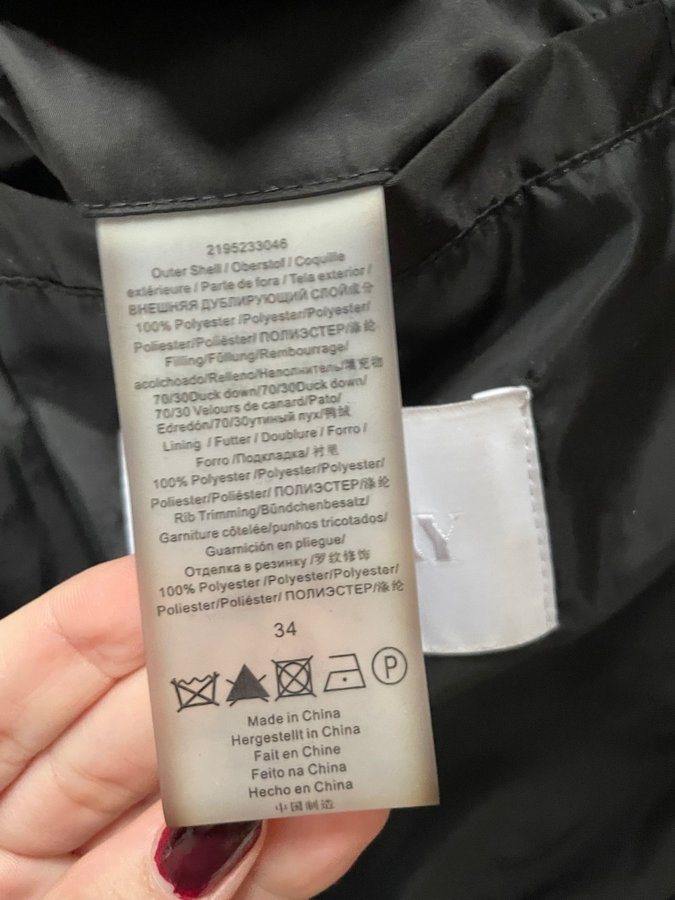 2195233046
Outer Shell / Oberstof / Coquille
extérieure / Parte de fora / Tela exterior /
ВНЕШНЯЯ ДУБЛИРУЮЩИЙ СЛОЙ成分
100% Polyester /Polyester/Polyester/
Poliester/Poliéster/ ПОЛИЭСТЕР/涤纶
Filling/Füllung/Rembourrage/
acolchoado/Relleno/Наполнитель/填充物
70/30Duck down/70/30Duck down/
70/30 Velours de canard/Pato/
Edredón/70/30утиный пух/鸭绒
Lining / Futter / Doublure / Forro /
Forro /Подкладка/ 衬毛
100% Polyester /Polyester/Polyester/
Poliester/Poliéster/ ПОЛИЭСТЕР/涤纶
Rib Trimming/Bündchenbesatz/
Garniture côtelée/punhos tricotados/
Guarnición en pliegue/
Отделка в резинку /罗纹修饰
100% Polyester /Polyester/Polyester/
Poliester/Poliéster/ ПОЛИЭСТЕР/涤纶
34
P
Made in China
Hergestellt in China
Fait en Chine
Feito na China
Hecho en China
中国制造